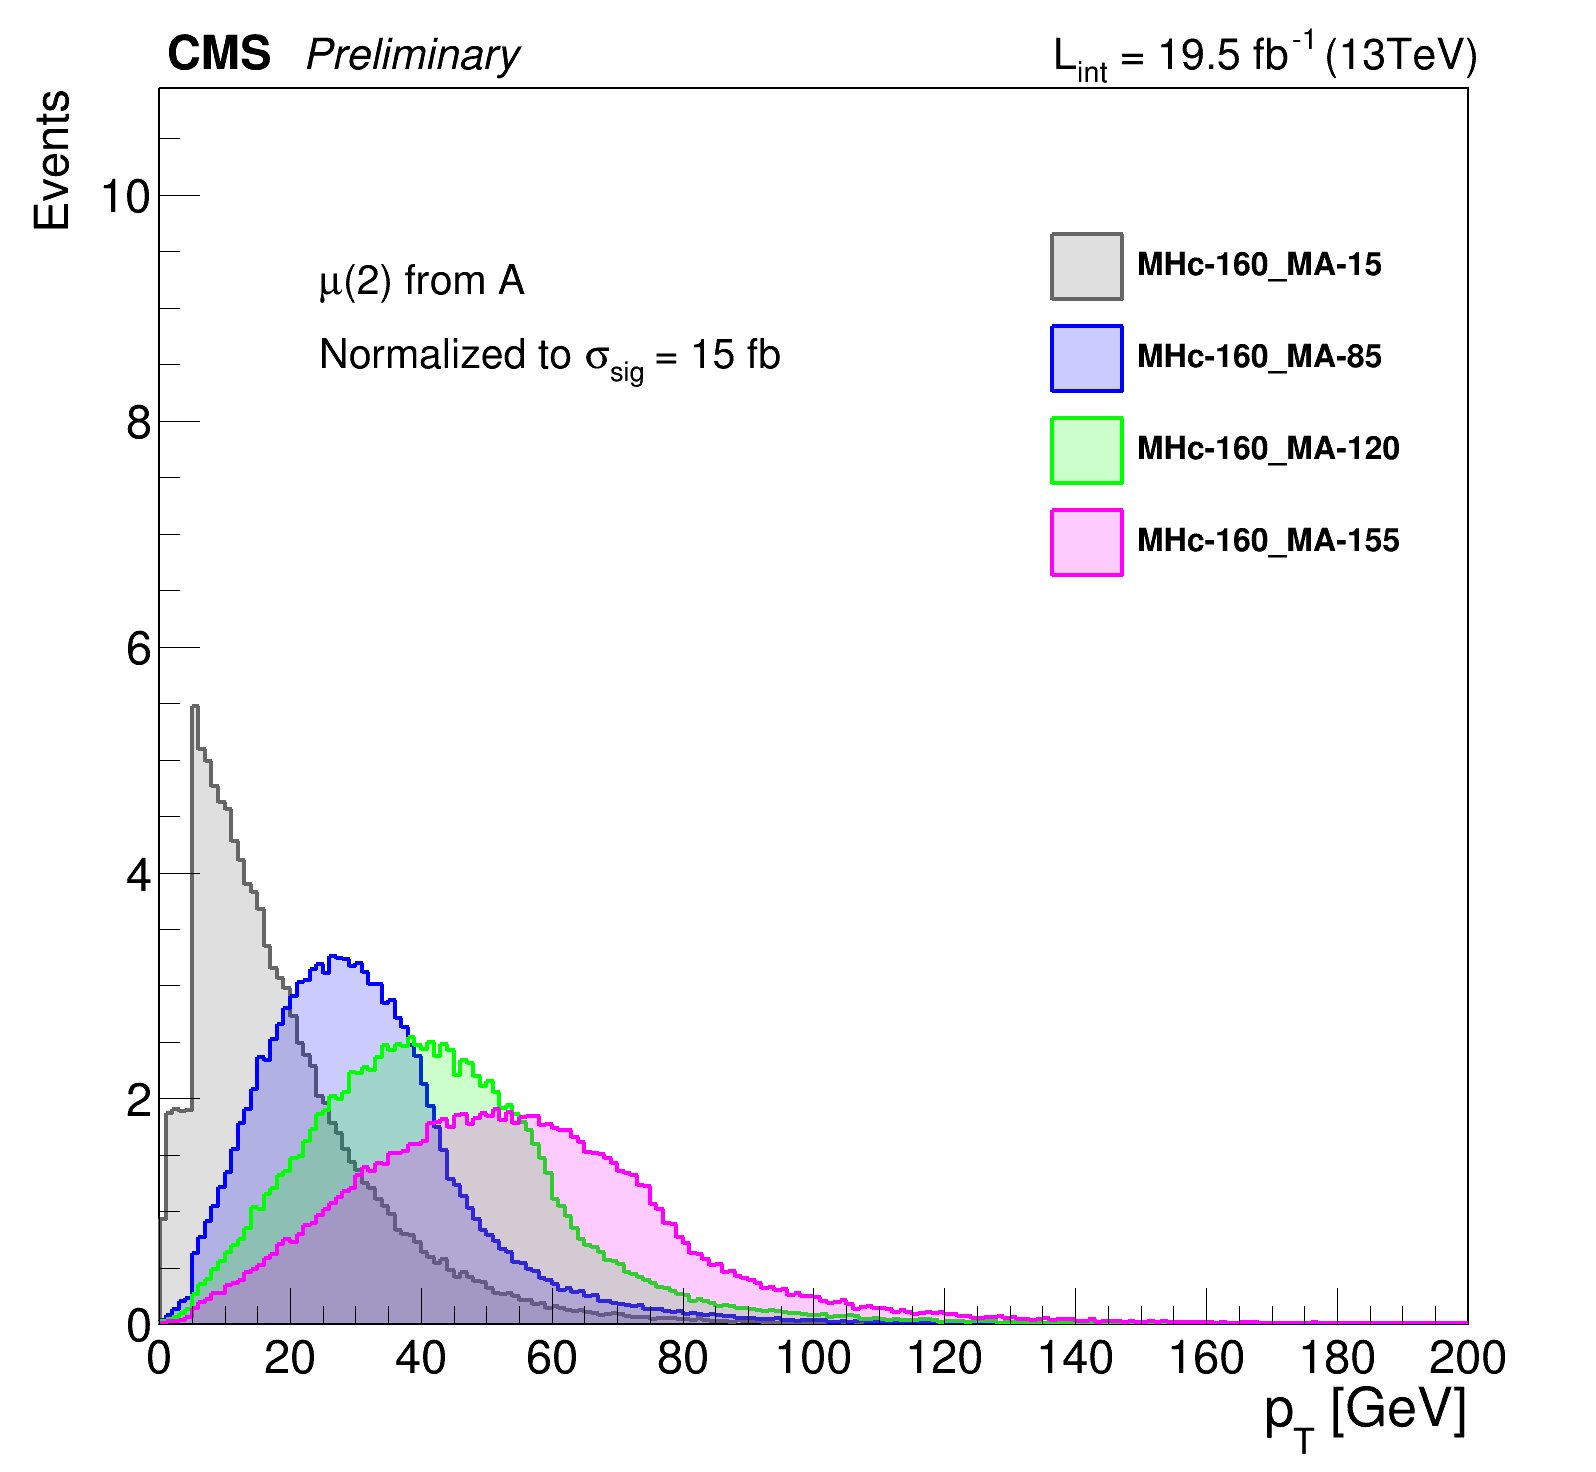 CMS Preliminary
L_int = 19.5 fb^-1 (13TeV)
Events
10
8
6
4
2
0
μ(2) from A
Normalized to σ_sig = 15 fb
MHc-160_MA-15
MHc-160_MA-85
MHc-160_MA-120
MHc-160_MA-155
0 20 40 60 80 100 120 140 160 180 200
p_T [GeV]